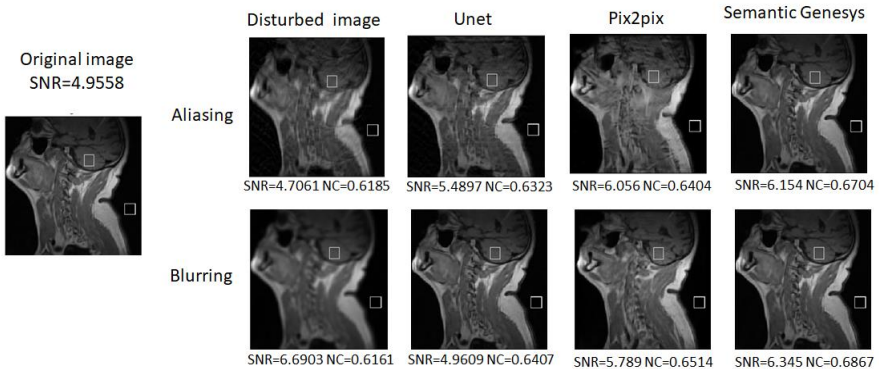 Original image
SNR=4.9558
Disturbed image
Unet
Pix2pix
Semantic Genesys
Aliasing
SNR=4.7061 NC=0.6185
SNR=5.4897 NC=0.6323
SNR=6.056 NC=0.6404
SNR=6.154 NC=0.6704
Blurring
SNR=6.6903 NC=0.6161
SNR=4.9609 NC=0.6407
SNR=5.789 NC=0.6514
SNR=6.345 NC=0.6867